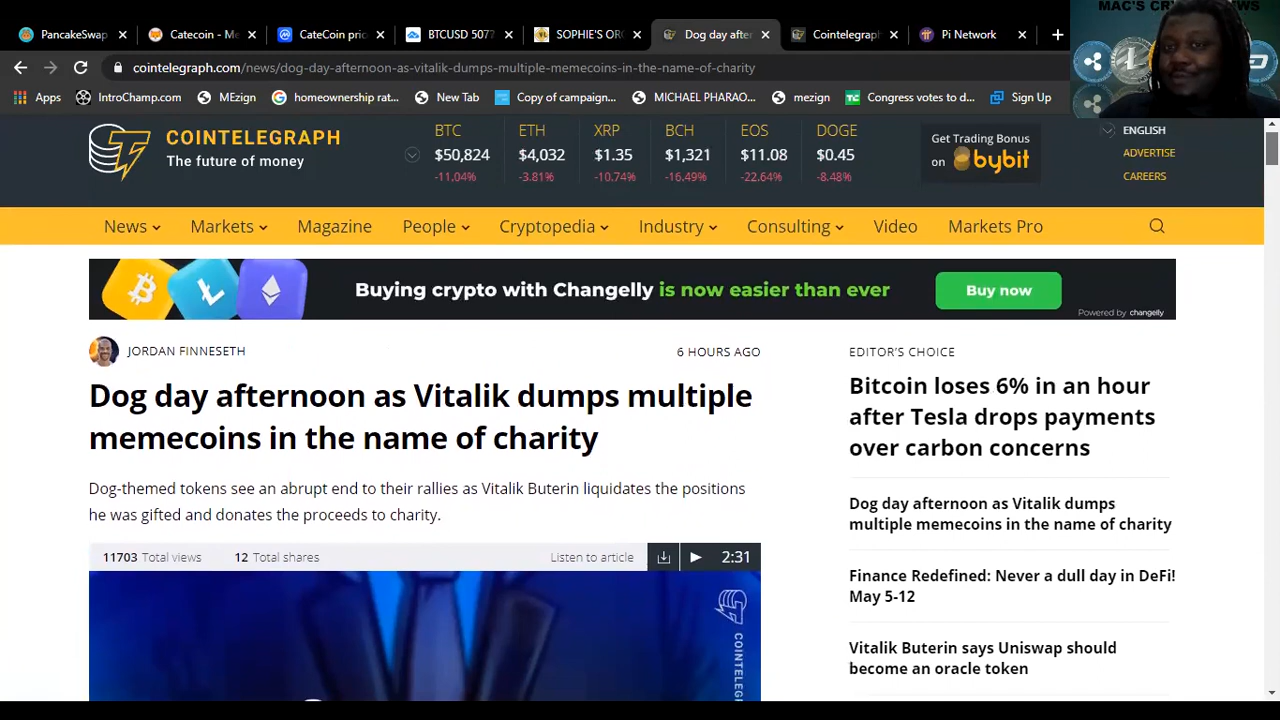 PancakeSwap
Catecoin - Me
CateCoin pric
BTCUSD 5077
SOPHIE'S OR
Dog day after
Cointelegraph
Pi Network
cointelegraph.com/news/dog-day-afternoon-as-vitalik-dumps-multiple-memecoins-in-the-name-of-charity
Apps
IntroChamp.com
MEzign
homeownership rat...
New Tab
Copy of campaign...
MICHAEL PHARAO...
mezign
Congress votes to d...
Sign Up
COINTELEGRAPH
The future of money
BTC
ETH
XRP
BCH
EOS
DOGE
$50,824
$4,032
$1.35
$1,321
$11.08
$0.45
-11.04%
-3.81%
-10.74%
-16.49%
-22.64%
-8.48%
Get Trading Bonus
on bybit
ENGLISH
ADVERTISE
CAREERS
News
Markets
Magazine
People
Cryptopedia
Industry
Consulting
Video
Markets Pro
Buying crypto with Changelly is now easier than ever
Buy now
Powered by changelly
JORDAN FINNESETH
6 HOURS AGO
Dog day afternoon as Vitalik dumps multiple
memecoins in the name of charity
Dog-themed tokens see an abrupt end to their rallies as Vitalik Buterin liquidates the positions
he was gifted and donates the proceeds to charity.
11703 Total views
12 Total shares
Listen to article
2:31
COINTELEG
EDITOR'S CHOICE
Bitcoin loses 6% in an hour
after Tesla drops payments
over carbon concerns
Dog day afternoon as Vitalik dumps
multiple memecoins in the name of charity
Finance Redefined: Never a dull day in DeFi!
May 5-12
Vitalik Buterin says Uniswap should
become an oracle token